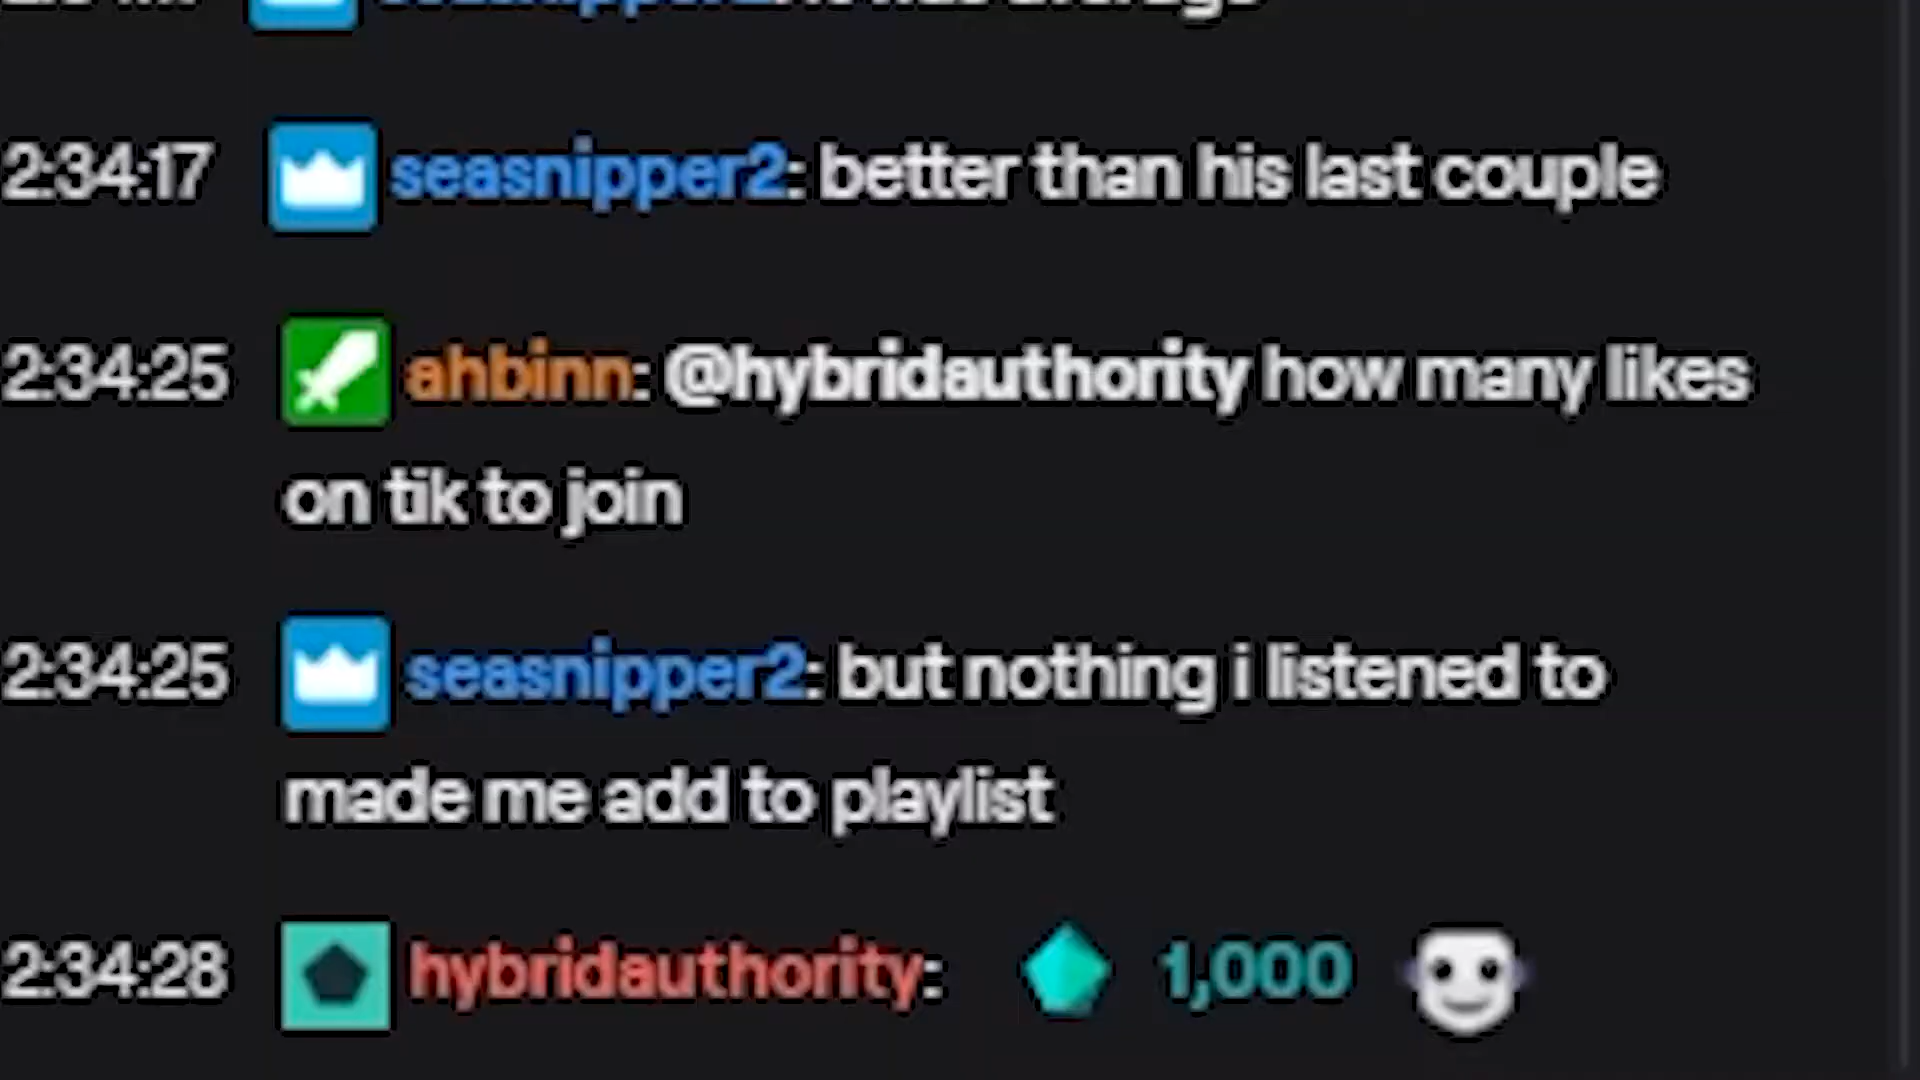 average
2:34:17 seasnipper2: better than his last couple
2:34:25 ahbinn: @hybridauthority how many likes
on tik to join
2:34:25 seasnipper2: but nothing i listened to
made me add to playlist
2:34:28 hybridauthority: 1,000